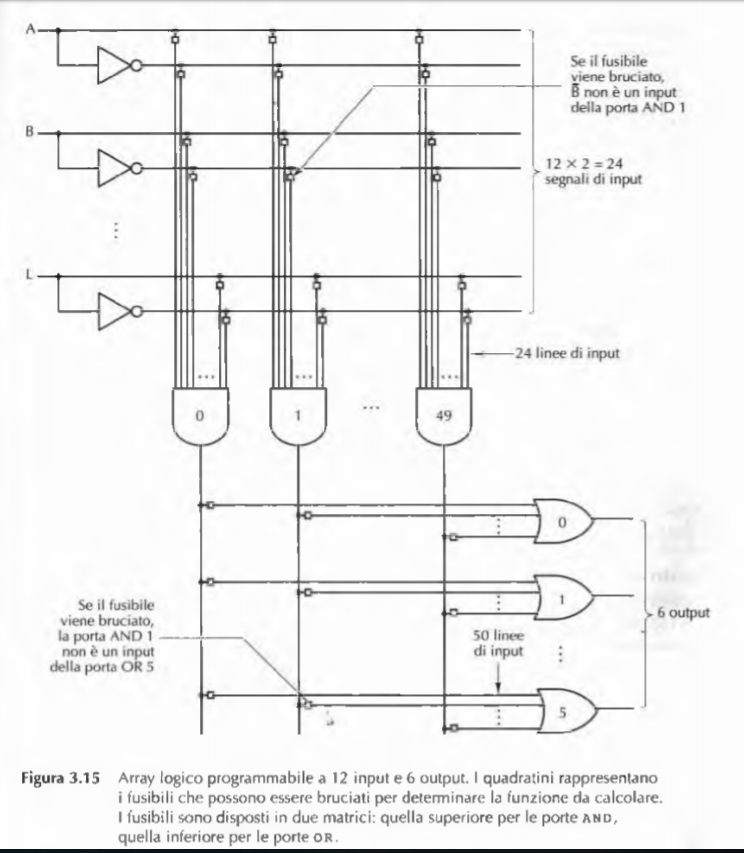 A
Se il fusibile
viene bruciato,
B̅ non è un input
della porta AND 1
B
12 × 2 = 24
segnali di input
⋮
L
24 linee di input
... ... ...
0 1 ... 49
0
⋮
1
⋮
6 output
Se il fusibile
viene bruciato,
la porta AND 1
non è un input
della porta OR 5
50 linee
di input
⋮
5
⋮
Figura 3.15 Array logico programmabile a 12 input e 6 output. I quadratini rappresentano
i fusibili che possono essere bruciati per determinare la funzione da calcolare.
I fusibili sono disposti in due matrici: quella superiore per le porte AND,
quella inferiore per le porte OR.